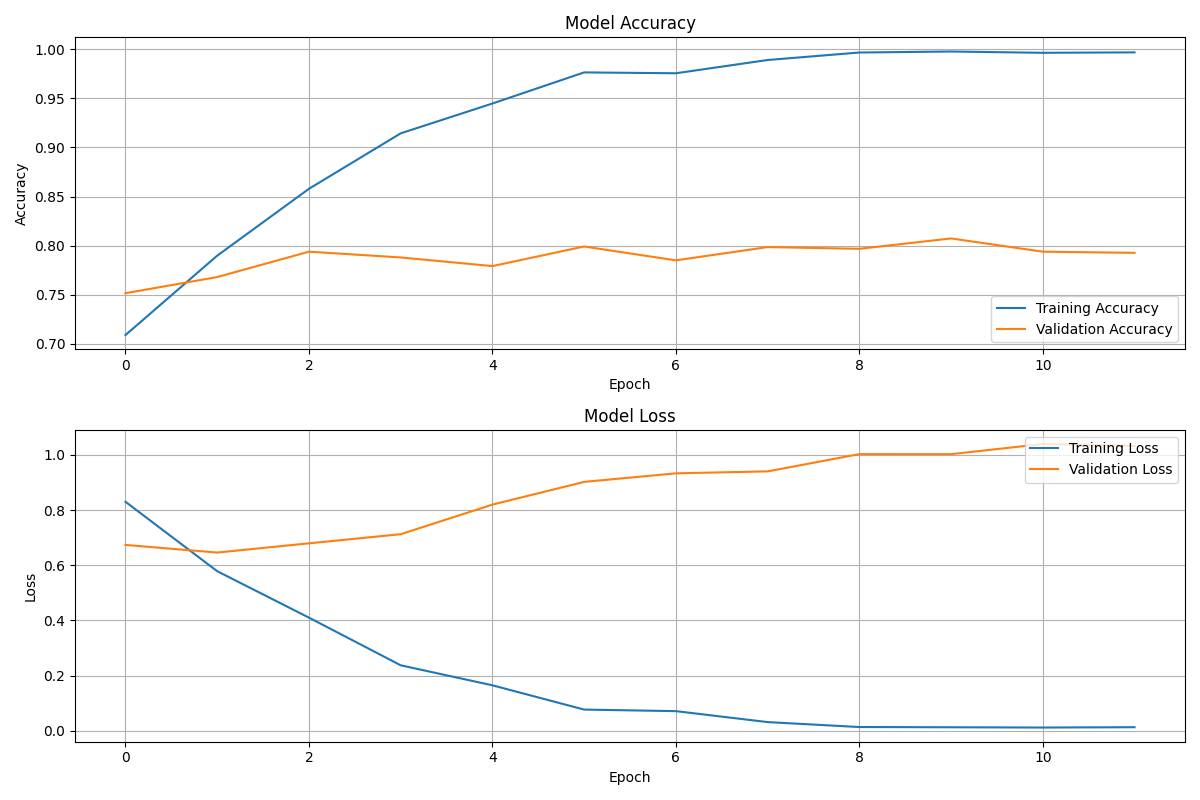 Model Accuracy
1.00
0.95
0.90
0.85
0.80
0.75
0.70
Accuracy
Training Accuracy
Validation Accuracy
0 2 4 6 8 10
Epoch
Model Loss
1.0
0.8
0.6
0.4
0.2
0.0
Loss
Training Loss
Validation Loss
0 2 4 6 8 10
Epoch